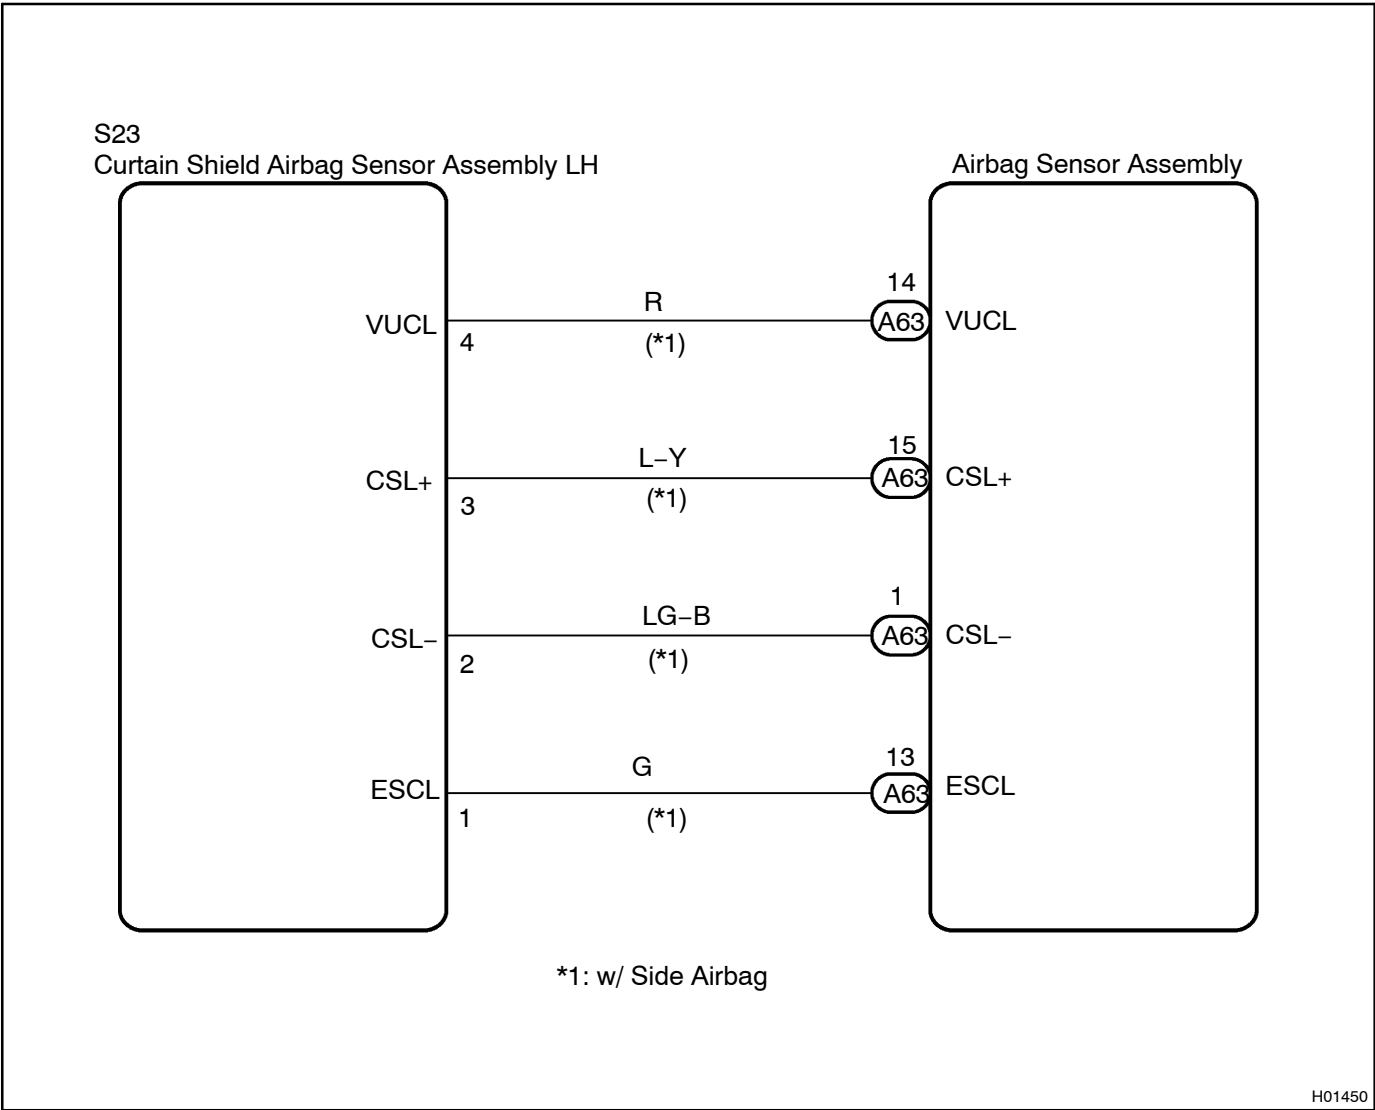 S23
Curtain Shield Airbag Sensor Assembly LH
Airbag Sensor Assembly
VUCL
4
R
(*1)
14
A63
VUCL
CSL+
3
L−Y
(*1)
15
A63
CSL+
CSL−
2
LG−B
(*1)
1
A63
CSL−
ESCL
1
G
(*1)
13
A63
ESCL
*1: w/ Side Airbag
H01450